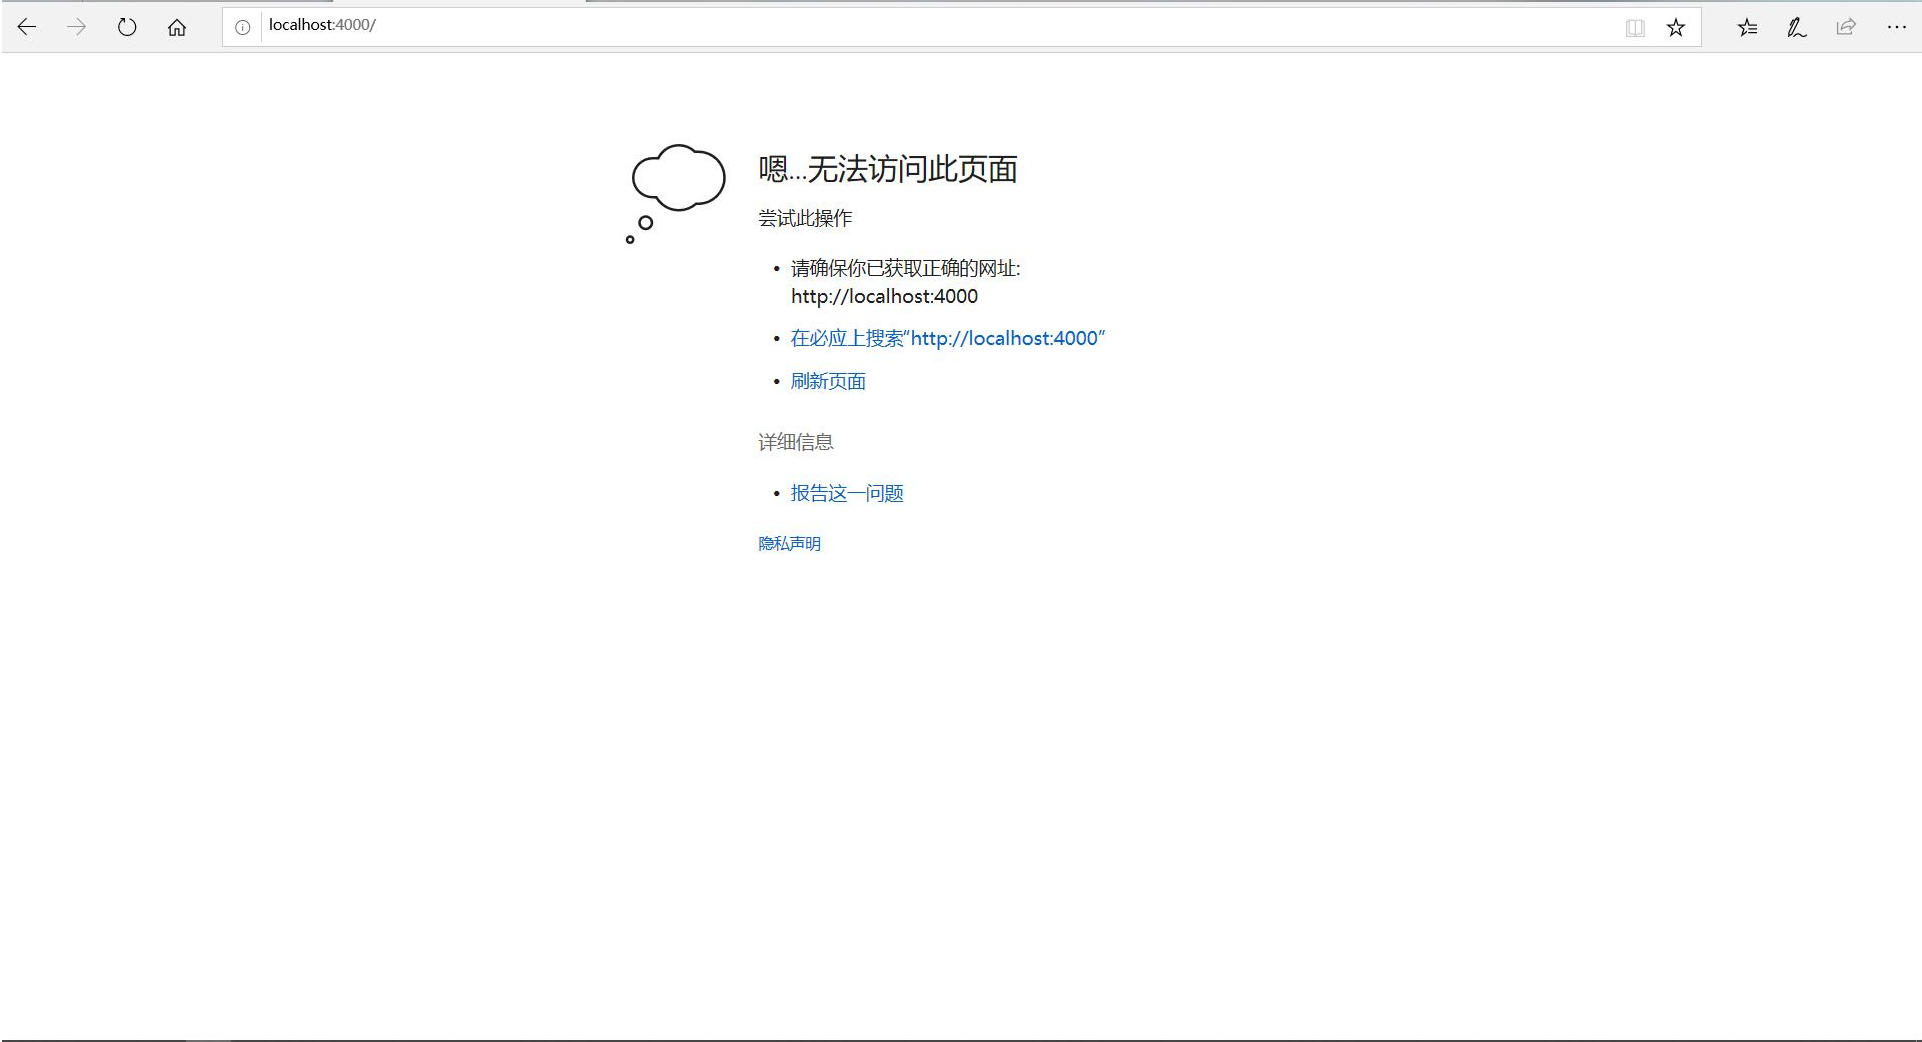 localhost:4000/
嗯...无法访问此页面
尝试此操作
• 请确保你已获取正确的网址:
http://localhost:4000
• 在必应上搜索“http://localhost:4000”
• 刷新页面
详细信息
• 报告这一问题
隐私声明